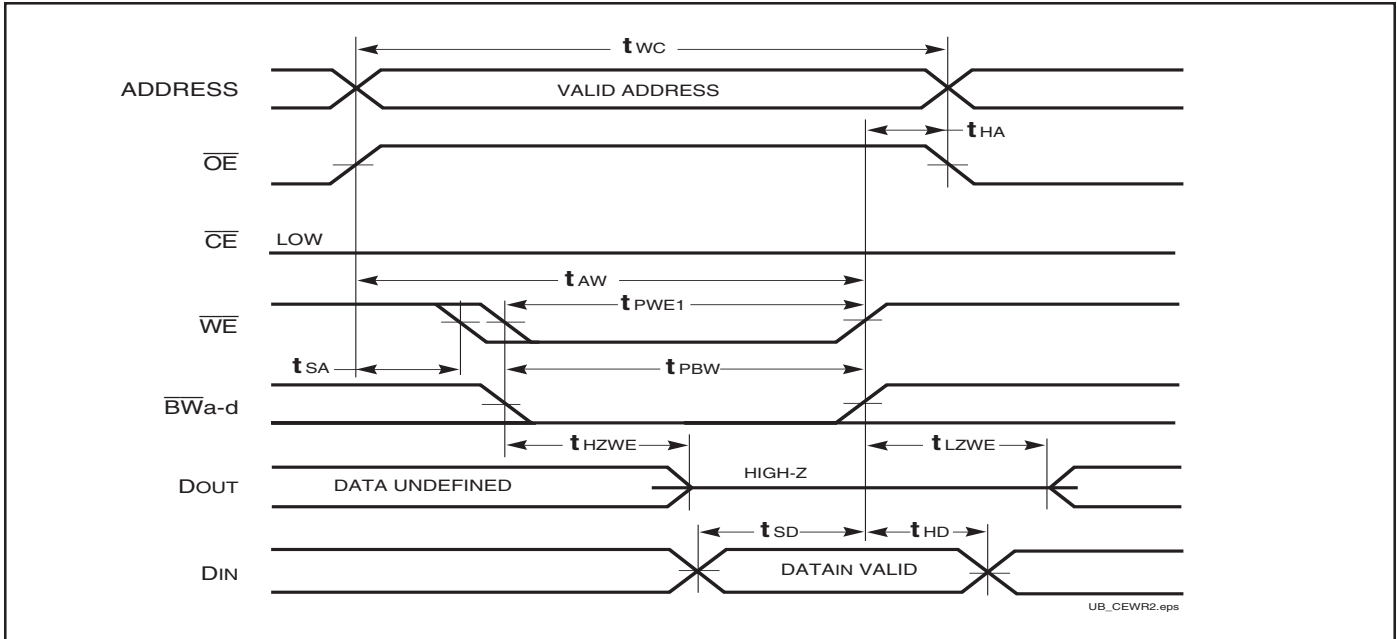 tWC
ADDRESS
VALID ADDRESS
tHA
OE
CE
LOW
tAW
tPWE1
WE
tSA
tPBW
BWa-d
tHZWE
tLZWE
DOUT
DATA UNDEFINED
HIGH-Z
tSD
tHD
DIN
DATAIN VALID
UB_CEWR2.eps